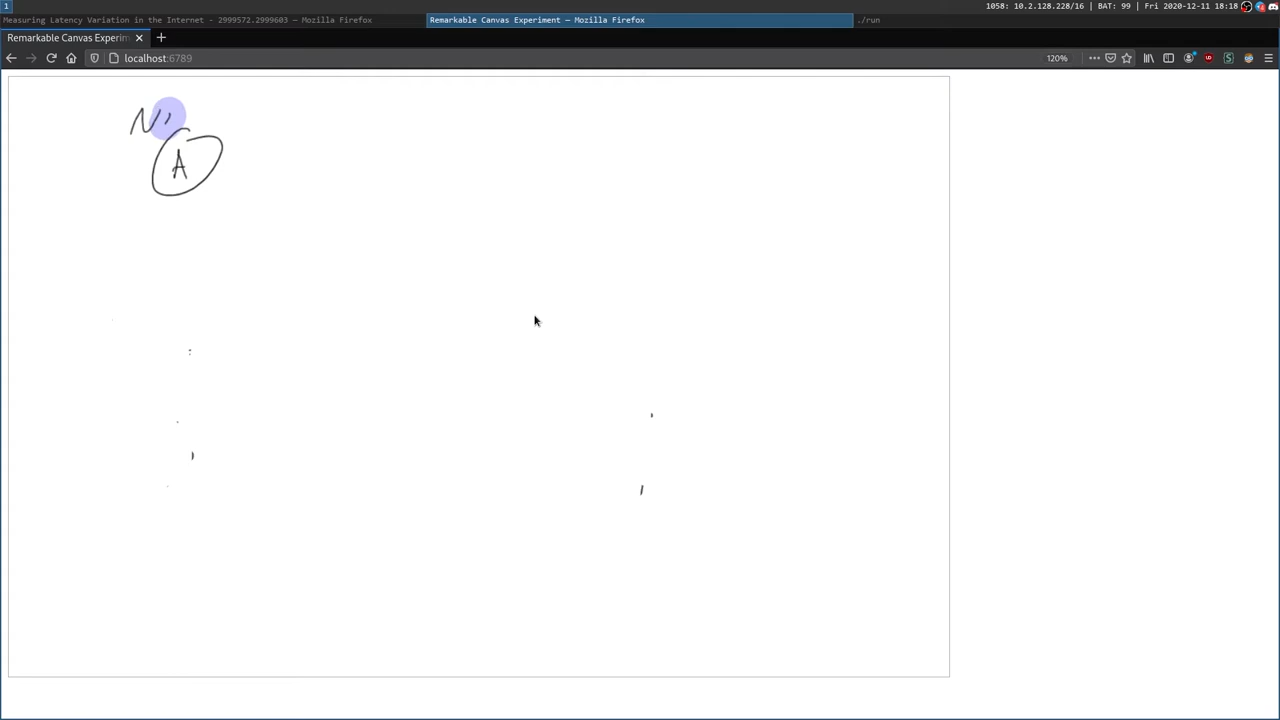 1
1058: 10.2.128.228/16 | BAT: 99 | Fri 2020-12-11 18:18
Measuring Latency Variation in the Internet - 2999572.2999603 — Mozilla Firefox
Remarkable Canvas Experiment — Mozilla Firefox
./run
Remarkable Canvas Experim
localhost:6789
120%
A